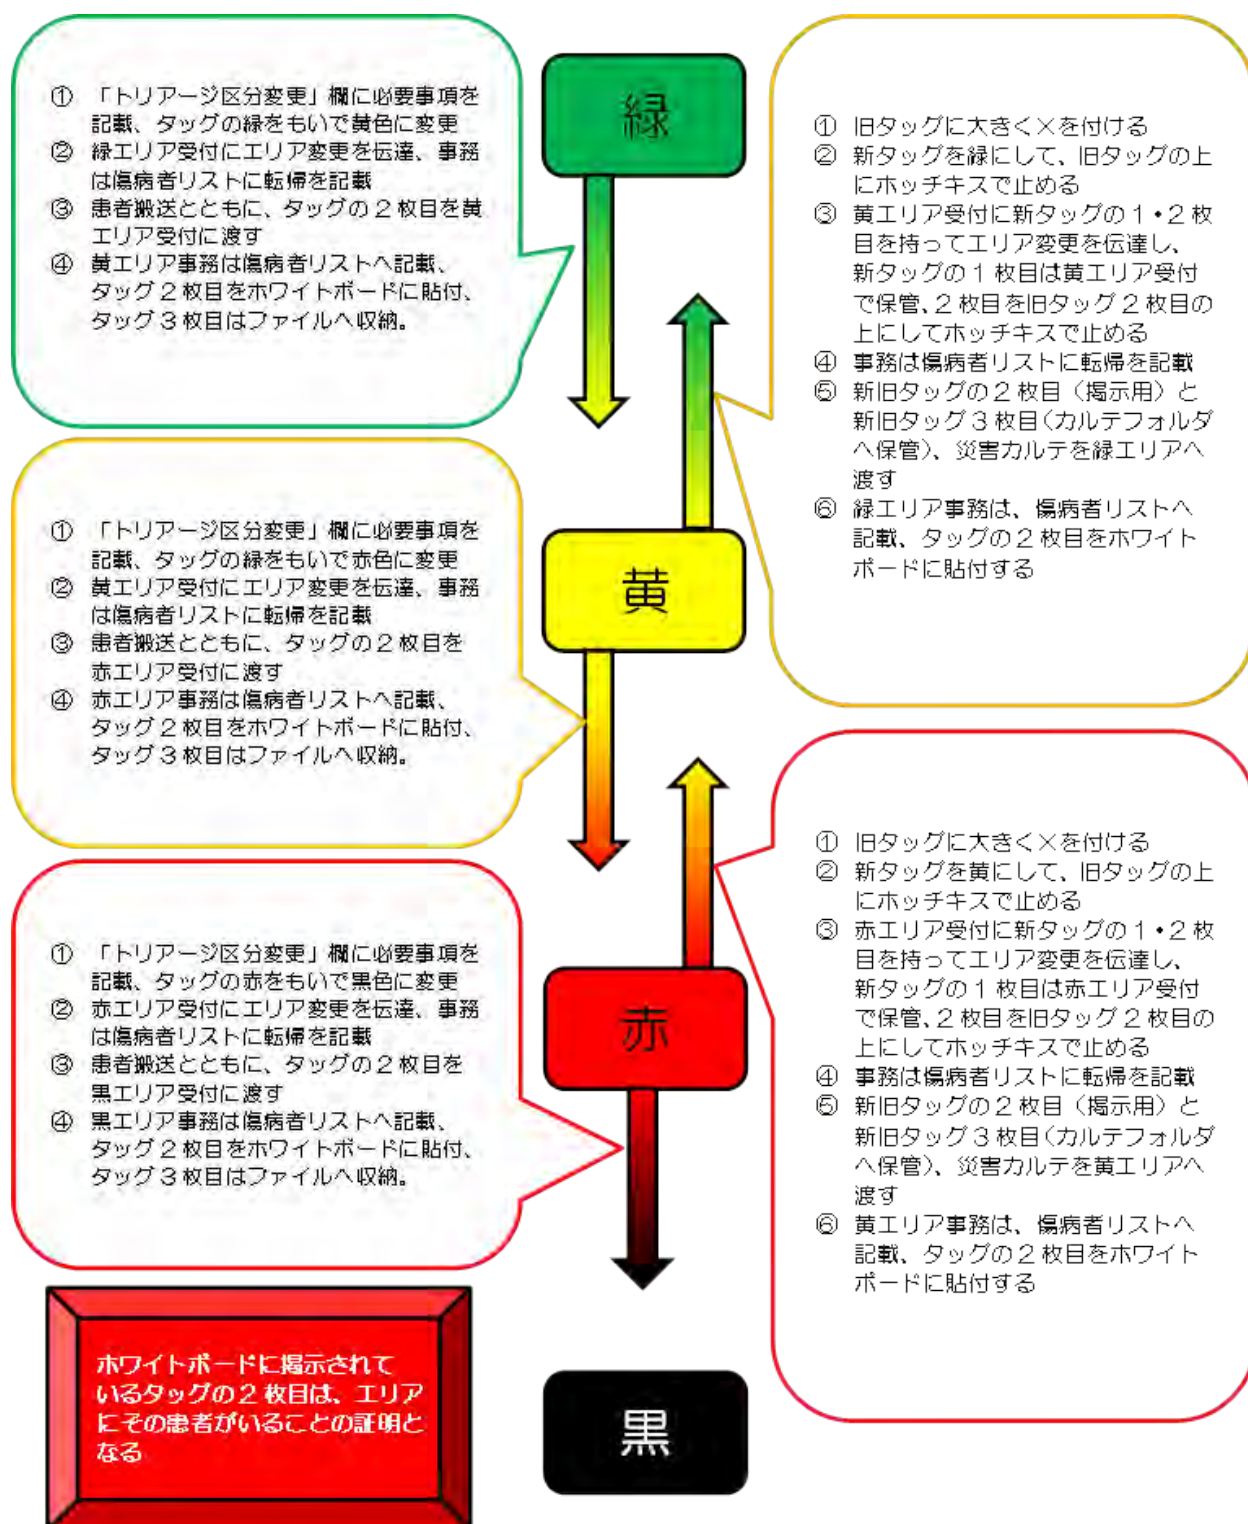 ① 「トリアージ区分変更」欄に必要事項を
記載、タッグの緑をもいで黄色に変更
② 緑エリア受付にエリア変更を伝達、事務
は傷病者リストに転帰を記載
③ 患者搬送とともに、タッグの２枚目を黄
エリア受付に渡す
④ 黄エリア事務は傷病者リストへ記載、
タッグ２枚目をホワイトボードに貼付、
タッグ３枚目はファイルへ収納。
緑
① 旧タッグに大きく×を付ける
② 新タッグを緑にして、旧タッグの上
にホッチキスで止める
③ 黄エリア受付に新タッグの１・２枚
目を持ってエリア変更を伝達し、
新タッグの１枚目は黄エリア受付
で保管、２枚目を旧タッグ２枚目の
上にしてホッチキスで止める
④ 事務は傷病者リストに転帰を記載
⑤ 新旧タッグの２枚目（掲示用）と
新旧タッグ３枚目（カルテフォルダ
へ保管）、災害カルテを緑エリアへ
渡す
⑥ 緑エリア事務は、傷病者リストへ
記載、タッグの２枚目をホワイト
ボードに貼付する
① 「トリアージ区分変更」欄に必要事項を
記載、タッグの緑をもいで赤色に変更
② 黄エリア受付にエリア変更を伝達、事務
は傷病者リストに転帰を記載
③ 患者搬送とともに、タッグの２枚目を
赤エリア受付に渡す
④ 赤エリア事務は傷病者リストへ記載、
タッグ２枚目をホワイトボードに貼付、
タッグ３枚目はファイルへ収納。
黄
① 旧タッグに大きく×を付ける
② 新タッグを黄にして、旧タッグの上
にホッチキスで止める
③ 赤エリア受付に新タッグの１・２枚
目を持ってエリア変更を伝達し、
新タッグの１枚目は赤エリア受付
で保管、２枚目を旧タッグ２枚目の
上にしてホッチキスで止める
④ 事務は傷病者リストに転帰を記載
⑤ 新旧タッグの２枚目（掲示用）と
新旧タッグ３枚目（カルテフォルダ
へ保管）、災害カルテを黄エリアへ
渡す
⑥ 黄エリア事務は、傷病者リストへ
記載、タッグの２枚目をホワイト
ボードに貼付する
① 「トリアージ区分変更」欄に必要事項を
記載、タッグの赤をもいで黒色に変更
② 赤エリア受付にエリア変更を伝達、事務
は傷病者リストに転帰を記載
③ 患者搬送とともに、タッグの２枚目を
黒エリア受付に渡す
④ 黒エリア事務は傷病者リストへ記載、
タッグ２枚目をホワイトボードに貼付、
タッグ３枚目はファイルへ収納。
赤
ホワイトボードに掲示されて
いるタッグの２枚目は、エリア
にその患者がいることの証明と
なる
黒